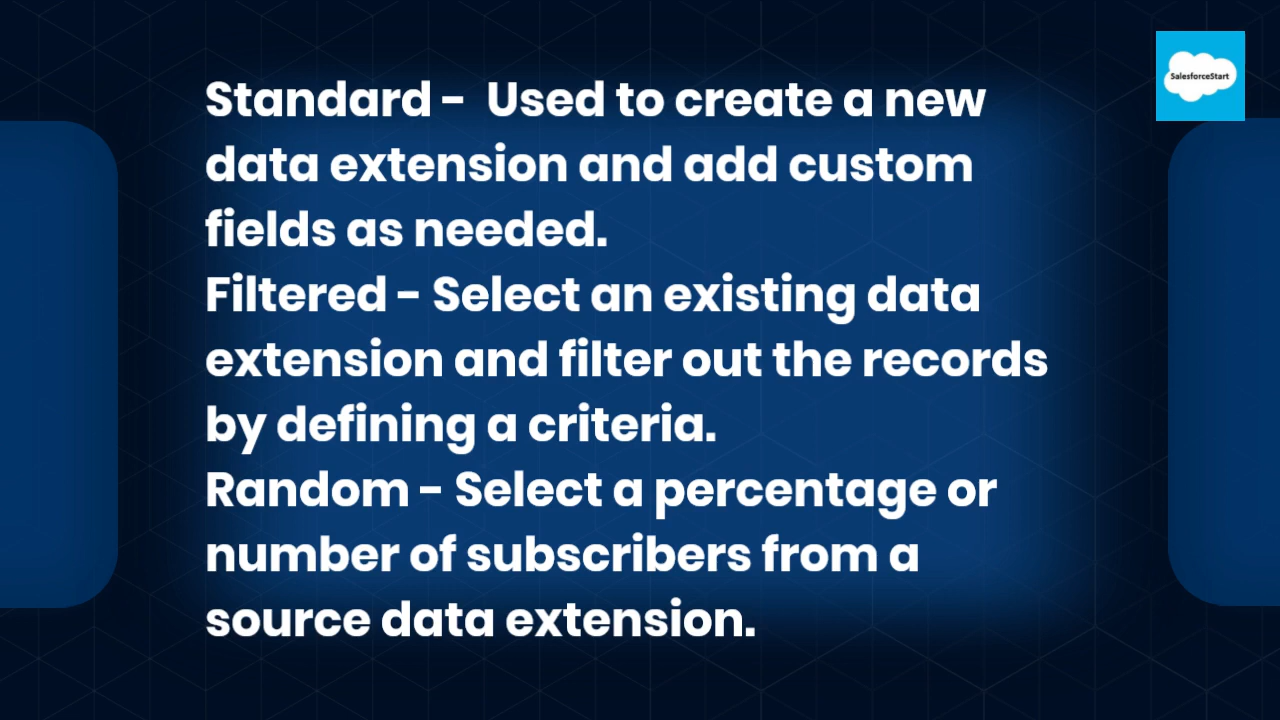 SalesforceStart
Standard -  Used to create a new
data extension and add custom
fields as needed.
Filtered - Select an existing data
extension and filter out the records
by defining a criteria.
Random - Select a percentage or
number of subscribers from a
source data extension.